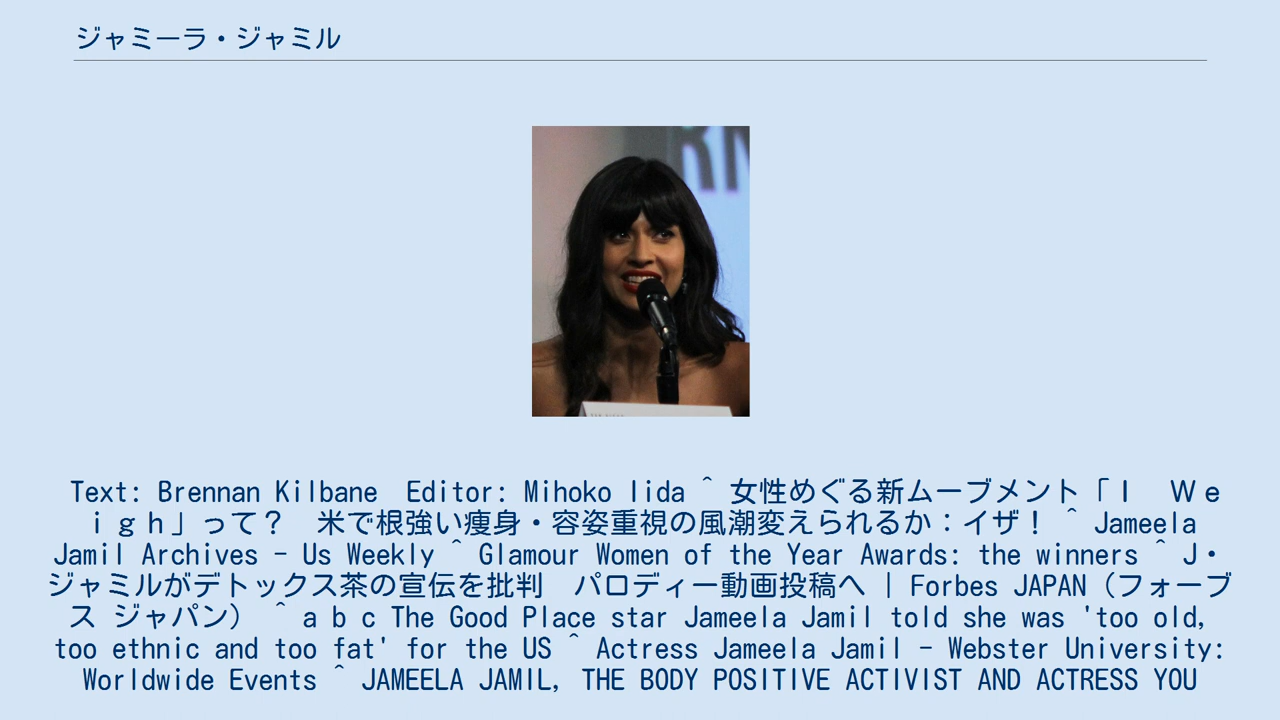 ジャミーラ・ジャミル
RN
Text: Brennan Kilbane  Editor: Mihoko Iida ^ 女性めぐる新ムーブメント「Ｉ　Ｗｅ
ｉｇｈ」って？　米で根強い痩身・容姿重視の風潮変えられるか：イザ！ ^ Jameela
Jamil Archives - Us Weekly ^ Glamour Women of the Year Awards: the winners ^ J・
ジャミルがデトックス茶の宣伝を批判　パロディー動画投稿へ | Forbes JAPAN（フォーブ
ス ジャパン） ^ a b c The Good Place star Jameela Jamil told she was 'too old,
too ethnic and too fat' for the US ^ Actress Jameela Jamil - Webster University:
Worldwide Events ^ JAMEELA JAMIL, THE BODY POSITIVE ACTIVIST AND ACTRESS YOU